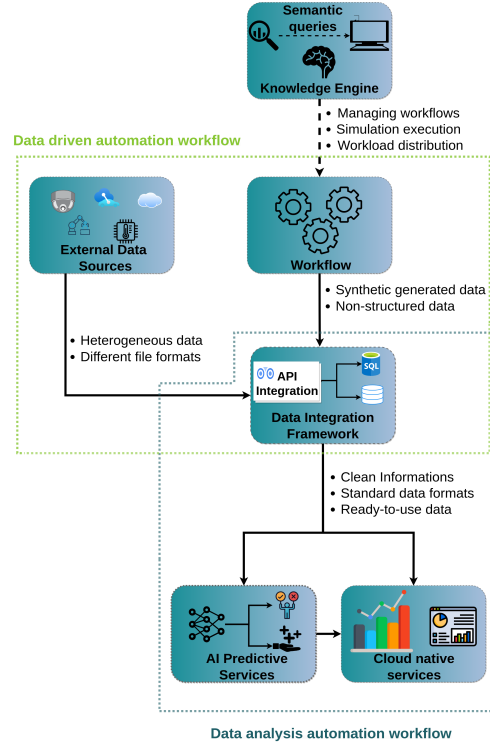 Semantic
queries
Knowledge Engine
• Managing workflows
• Simulation execution
• Workload distribution
Data driven automation workflow
External Data
Sources
Workflow
• Synthetic generated data
• Non-structured data
• Heterogeneous data
• Different file formats
API
Integration
SQL
Data Integration
Framework
• Clean Informations
• Standard data formats
• Ready-to-use data
AI Predictive
Services
Cloud native
services
Data analysis automation workflow